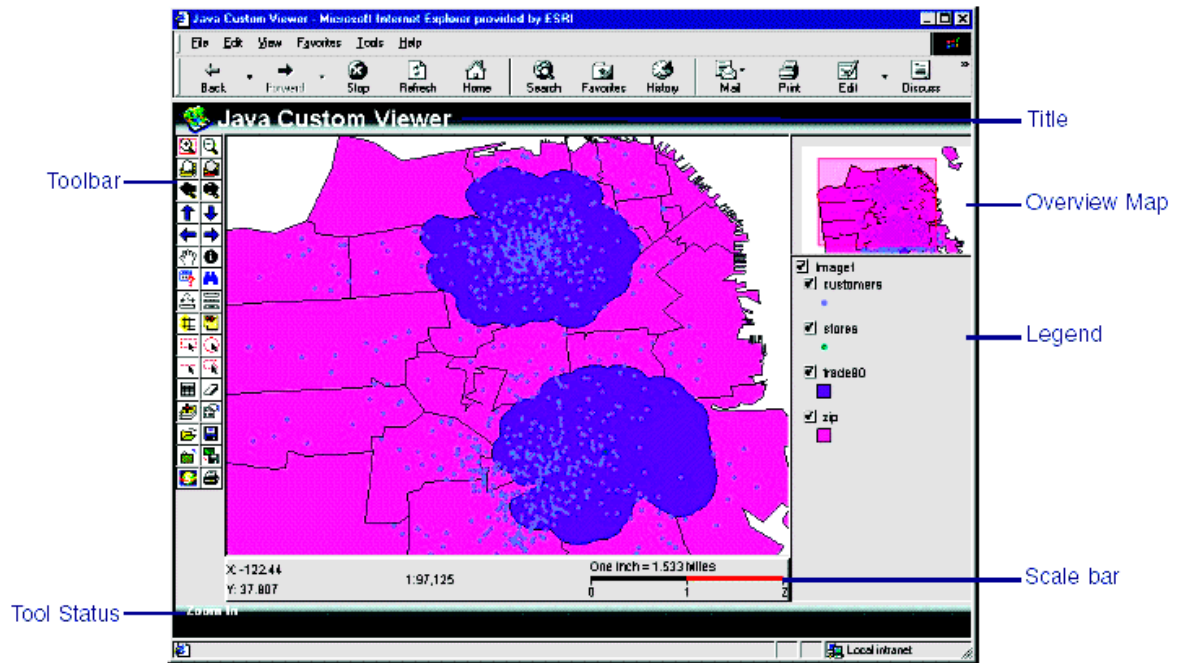 Java Custom Viewer - Microsoft Internet Explorer provided by ESRI
File Edit View Favorites Tools Help
Back Forward Stop Refresh Home Search Favorites History Mail Print Edit Discuss »
Java Custom Viewer
Title
Toolbar
Overview Map
image1
customers
stores
trade80
zip
Legend
X: -122.44
Y: 37.807
1:97,125
One Inch = 1.533 Miles
0 1 2
Scale bar
Tool Status
Zoom In
Local intranet